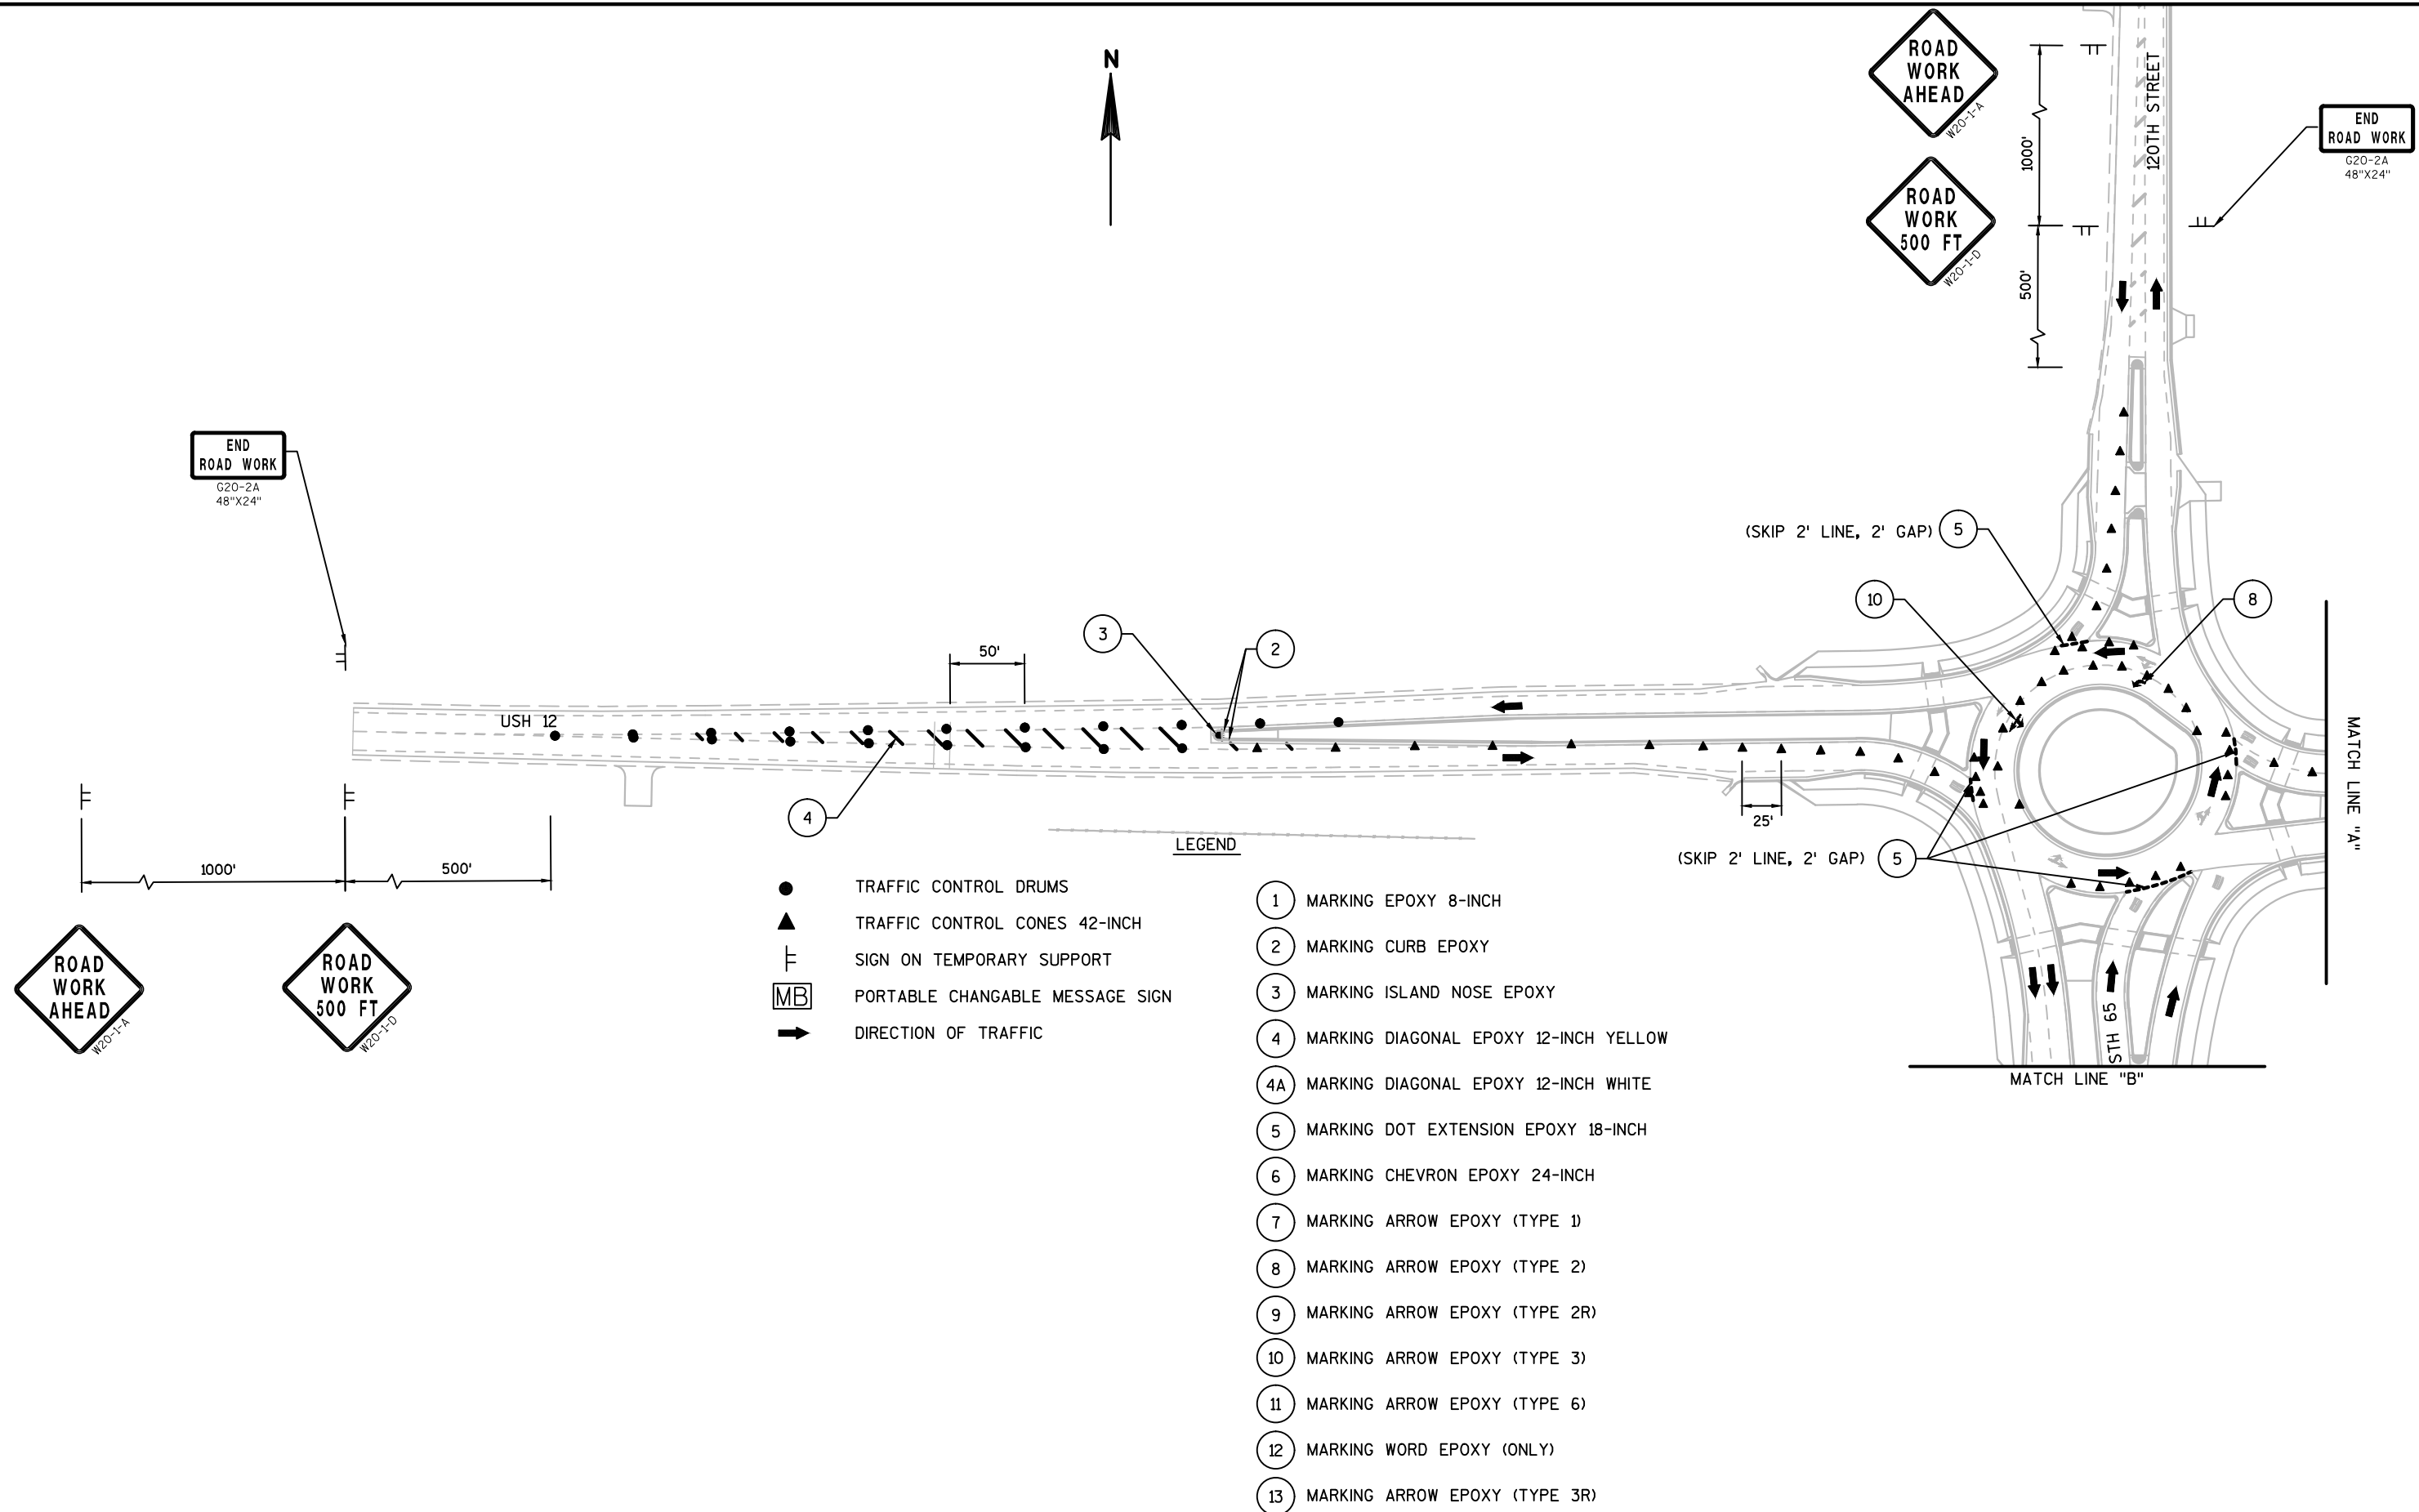 N
ROAD
WORK
AHEAD
W20-1-A
1000'
120TH STREET
END
ROAD WORK
G20-2A
48"X24"
ROAD
WORK
500 FT
W20-1-D
500'
END
ROAD WORK
G20-2A
48"X24"
(SKIP 2' LINE, 2' GAP) 5
10
8
3
2
50'
USH 12
4
25'
MATCH LINE "A"
(SKIP 2' LINE, 2' GAP) 5
1000'
500'
ROAD
WORK
AHEAD
W20-1-A
ROAD
WORK
500 FT
W20-1-D
STH 65
MATCH LINE "B"
LEGEND
TRAFFIC CONTROL DRUMS
TRAFFIC CONTROL CONES 42-INCH
SIGN ON TEMPORARY SUPPORT
MB PORTABLE CHANGABLE MESSAGE SIGN
DIRECTION OF TRAFFIC
1 MARKING EPOXY 8-INCH
2 MARKING CURB EPOXY
3 MARKING ISLAND NOSE EPOXY
4 MARKING DIAGONAL EPOXY 12-INCH YELLOW
4A MARKING DIAGONAL EPOXY 12-INCH WHITE
5 MARKING DOT EXTENSION EPOXY 18-INCH
6 MARKING CHEVRON EPOXY 24-INCH
7 MARKING ARROW EPOXY (TYPE 1)
8 MARKING ARROW EPOXY (TYPE 2)
9 MARKING ARROW EPOXY (TYPE 2R)
10 MARKING ARROW EPOXY (TYPE 3)
11 MARKING ARROW EPOXY (TYPE 6)
12 MARKING WORD EPOXY (ONLY)
13 MARKING ARROW EPOXY (TYPE 3R)